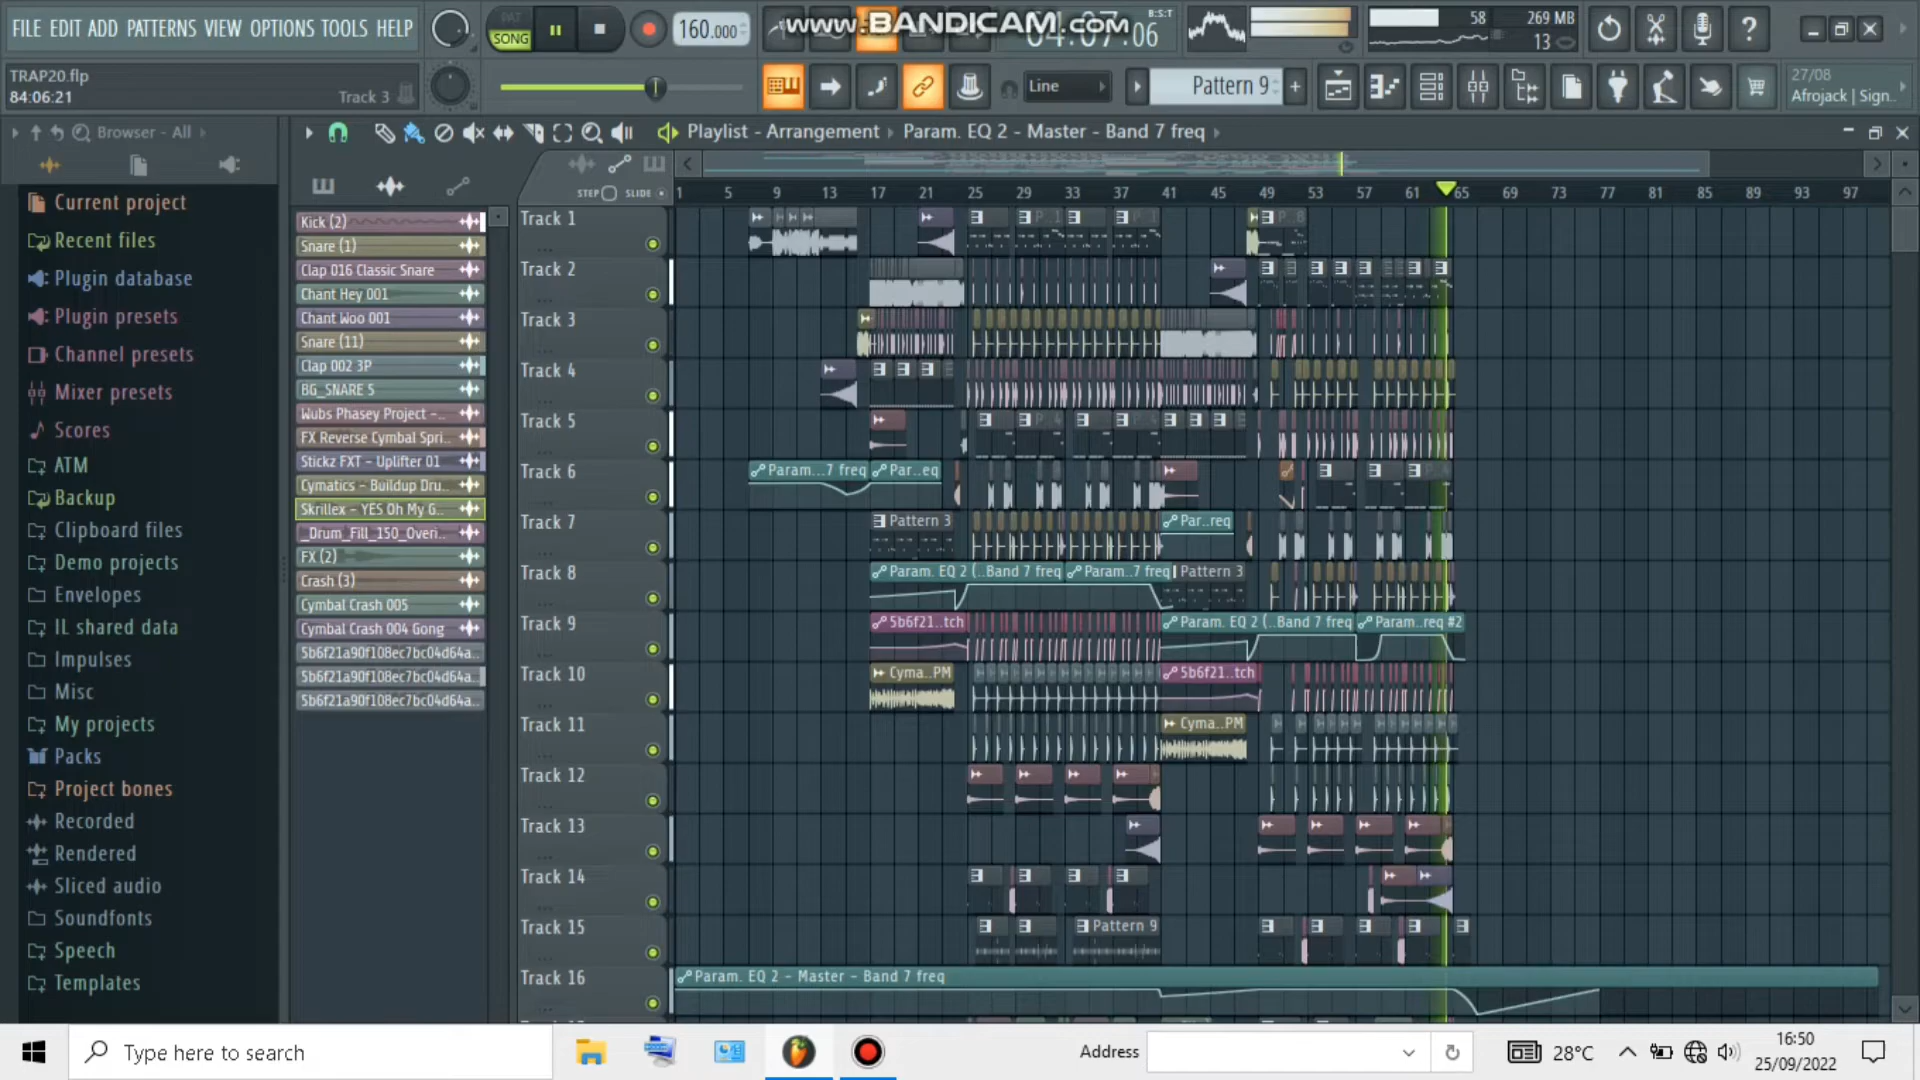 FILE EDIT ADD PATTERNS VIEW OPTIONS TOOLS HELP
PAT
SONG
160.000
www.BANDICAM.com
B:S:T
58
269 MB
13
TRAP20.flp
84:06:21
Track 3
Line
Pattern 9
27/08
Afrojack | Sign..
Browser - All
Playlist - Arrangement
Param. EQ 2 - Master - Band 7 freq
STEP
SLIDE
1 5 9 13 17 21 25 29 33 37 41 45 49 53 57 61 65 69 73 77 81 85 89 93 97
Current project
Recent files
Plugin database
Plugin presets
Channel presets
Mixer presets
Scores
ATM
Backup
Clipboard files
Demo projects
Envelopes
IL shared data
Impulses
Misc
My projects
Packs
Project bones
Recorded
Rendered
Sliced audio
Soundfonts
Speech
Templates
Kick (2)
Snare (1)
Clap 016 Classic Snare
Chant Hey 001
Chant Woo 001
Snare (11)
Clap 002 3P
BG_SNARE 5
Wubs Phasey Project -..
FX Reverse Cymbal Spri..
Stickz FXT - Uplifter 01
Cymatics - Buildup Dru..
Skrillex - YES Oh My G..
_Drum_Fill_150_Overi..
FX (2)
Crash (3)
Cymbal Crash 005
Cymbal Crash 004 Gong
5b6f21a90f108ec7bc04d64a..
5b6f21a90f108ec7bc04d64a..
5b6f21a90f108ec7bc04d64a..
Track 1
Track 2
Track 3
Track 4
Track 5
Track 6
Param...7 freq
Par..eq
Track 7
Pattern 3
Par..req
Track 8
Param. EQ 2 (..Band 7 freq
Param..7 freq
Pattern 3
Track 9
5b6f21..tch
Param. EQ 2 (..Band 7 freq
Param..req #2
Track 10
Cyma..PM
5b6f21..tch
Track 11
Cyma..PM
Track 12
Track 13
Track 14
Track 15
Pattern 9
Track 16
Param. EQ 2 - Master - Band 7 freq
Type here to search
Address
28°C
16:50
25/09/2022